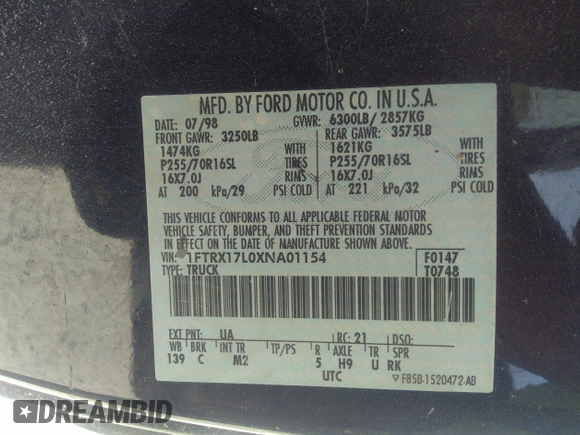 MFD. BY FORD MOTOR CO. IN U.S.A.
DATE: 07/98 GVWR: 6300LB/ 2857KG
FRONT GAWR: 3250LB REAR GAWR: 3575LB
1474KG WITH 1621KG WITH
P255/70R16SL TIRES P255/70R16SL TIRES
16X7.0J RIMS 16X7.0J RIMS
AT 200 kPa/29 PSI COLD AT 221 kPa/32 PSI COLD
THIS VEHICLE CONFORMS TO ALL APPLICABLE FEDERAL MOTOR
VEHICLE SAFETY, BUMPER, AND THEFT PREVENTION STANDARDS
IN EFFECT ON THE DATE OF MANUFACTURE SHOWN ABOVE.
VIN: 1FTRX17L0XNA01154 F0147
TYPE: TRUCK T0748
EXT PNT: UA RC: 21 DSO:
WB BRK INT TR TP/PS R AXLE TR SPR
139 C M2 5 H9 U RK
UTC F85B-1520472-AB
DREAMBID